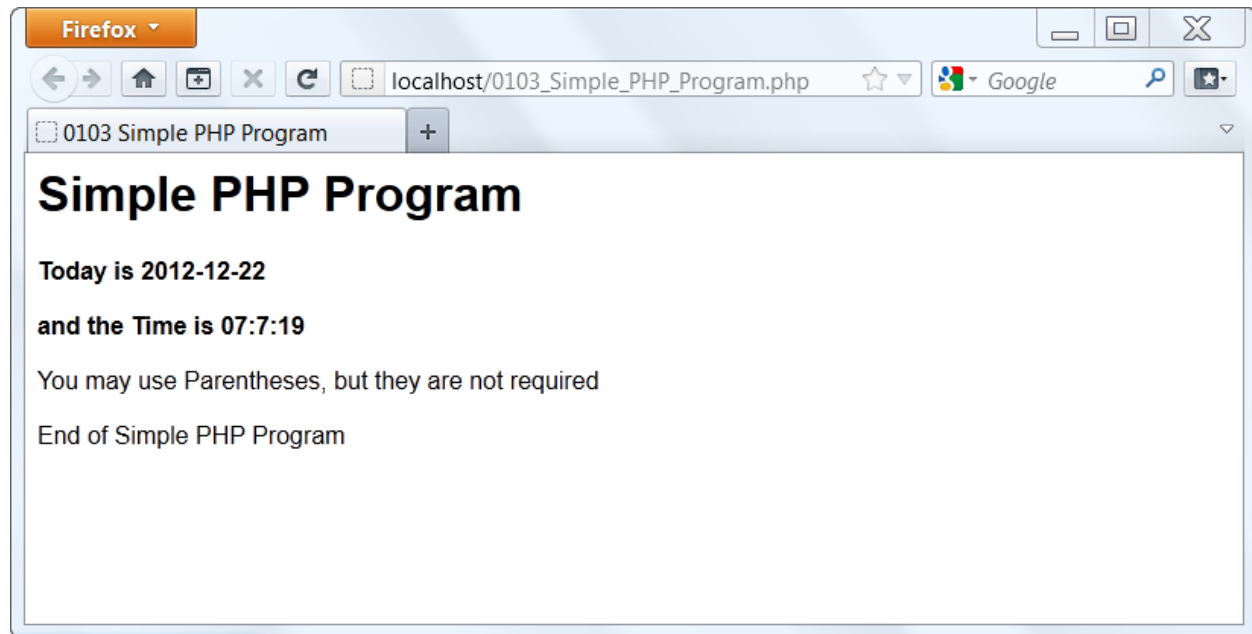 Firefox
localhost/0103_Simple_PHP_Program.php
Google
0103 Simple PHP Program
Simple PHP Program
Today is 2012-12-22
and the Time is 07:7:19
You may use Parentheses, but they are not required
End of Simple PHP Program